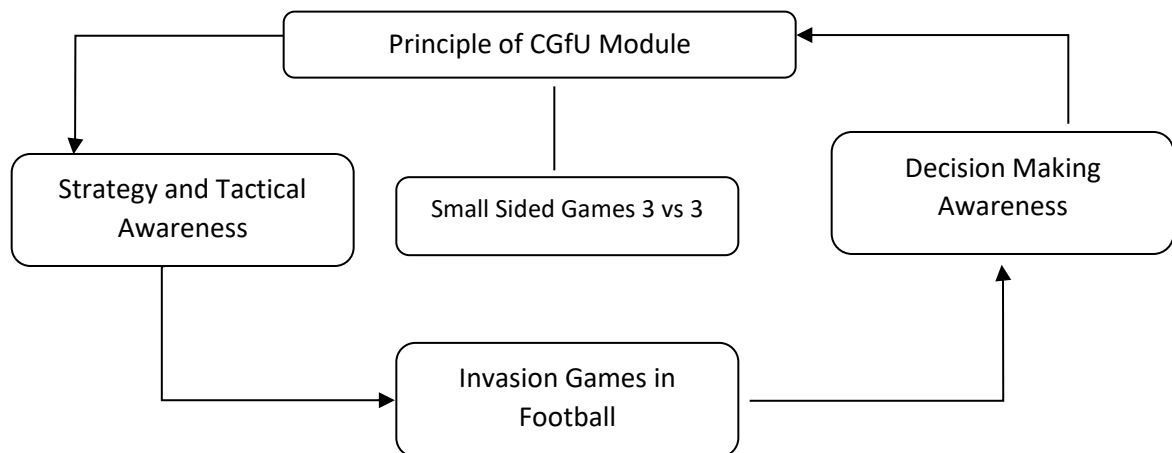 Principle of CGfU Module
Strategy and Tactical
Awareness
Small Sided Games 3 vs 3
Decision Making
Awareness
Invasion Games in
Football